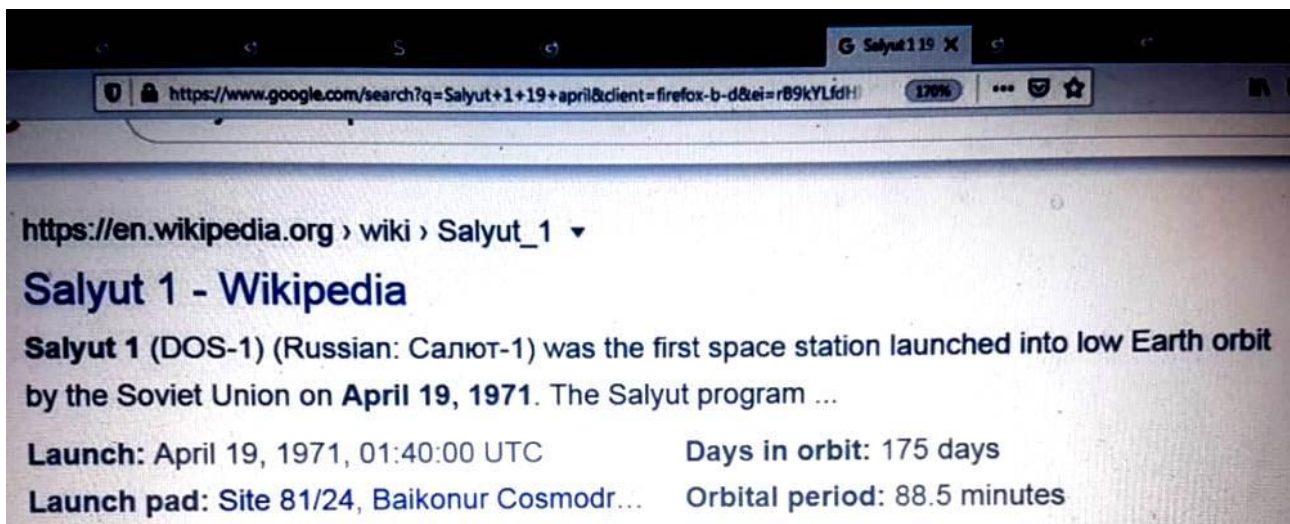 G Salyut 1 19 X
https://www.google.com/search?q=Salyut+1+19+april&client=firefox-b-d&ei=rB9kYLfdH
170%
https://en.wikipedia.org › wiki › Salyut_1
Salyut 1 - Wikipedia
Salyut 1 (DOS-1) (Russian: Салют-1) was the first space station launched into low Earth orbit
by the Soviet Union on April 19, 1971. The Salyut program ...
Launch: April 19, 1971, 01:40:00 UTC Days in orbit: 175 days
Launch pad: Site 81/24, Baikonur Cosmodr... Orbital period: 88.5 minutes